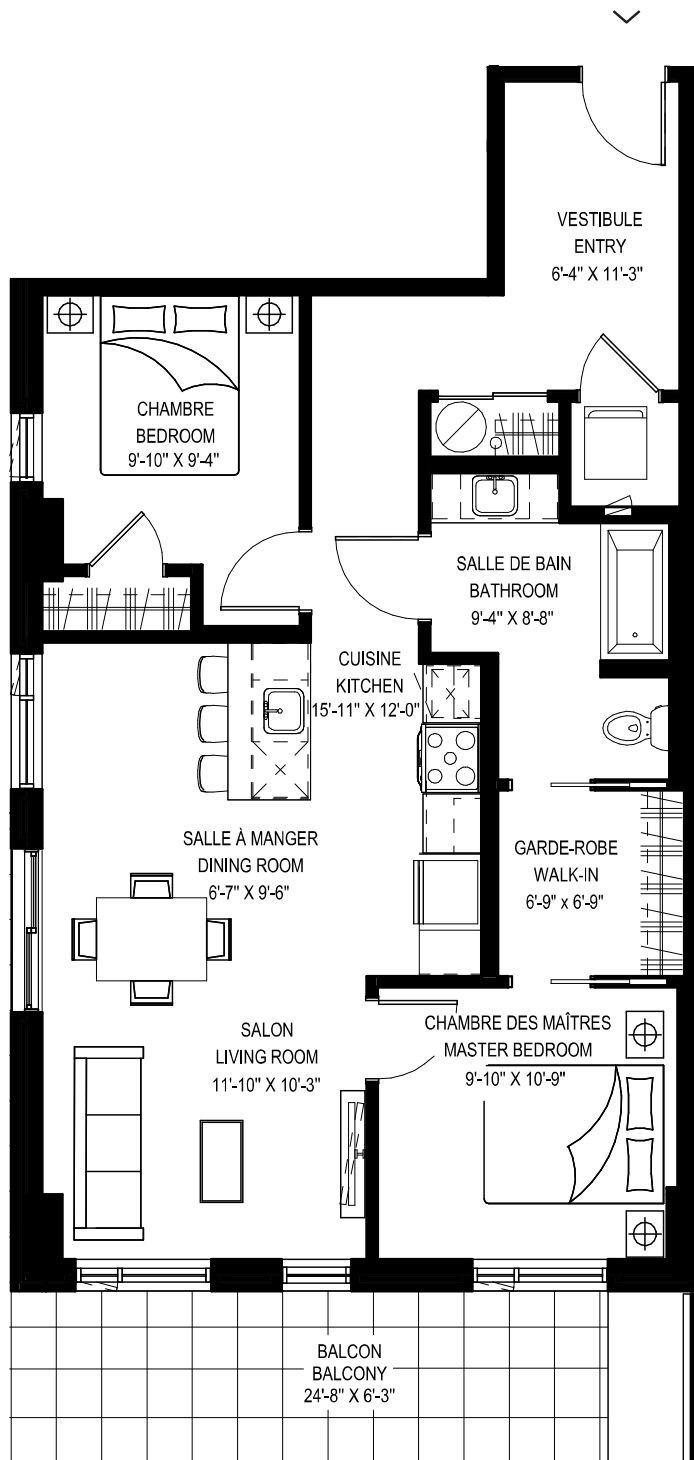 VESTIBULE
ENTRY
6'-4" X 11'-3"
CHAMBRE
BEDROOM
9'-10" X 9'-4"
SALLE DE BAIN
BATHROOM
9'-4" X 8'-8"
CUISINE
KITCHEN
15'-11" X 12'-0"
SALLE À MANGER
DINING ROOM
6'-7" X 9'-6"
GARDE-ROBE
WALK-IN
6'-9" x 6'-9"
SALON
LIVING ROOM
11'-10" X 10'-3"
CHAMBRE DES MAÎTRES
MASTER BEDROOM
9'-10" X 10'-9"
BALCON
BALCONY
24'-8" X 6'-3"